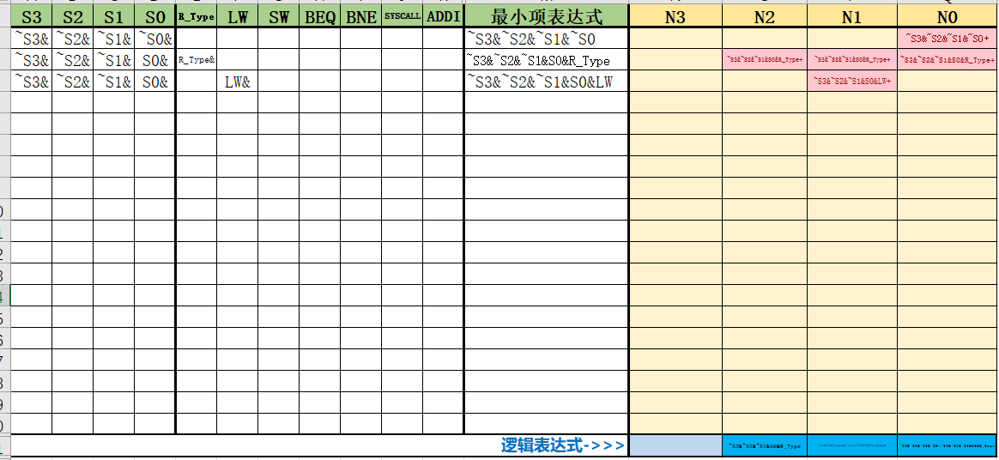 S3 S2 S1 S0 R_Type LW SW BEQ BNE SYSCALL ADDI 最小项表达式 N3 N2 N1 N0
~S3& ~S2& ~S1& ~S0& ~S3&~S2&~S1&~S0 ~S3&~S2&~S1&~S0+
~S3& ~S2& ~S1& S0& R_Type& ~S3&~S2&~S1&S0&R_Type ~S3&~S2&~S1&S0&R_Type+ ~S3&~S2&~S1&S0&R_Type+ ~S3&~S2&~S1&S0&R_Type+
~S3& ~S2& ~S1& S0& LW& ~S3&~S2&~S1&S0&LW ~S3&~S2&~S1&S0&LW+
逻辑表达式->>> ~S3&~S2&~S1&S0&R_Type